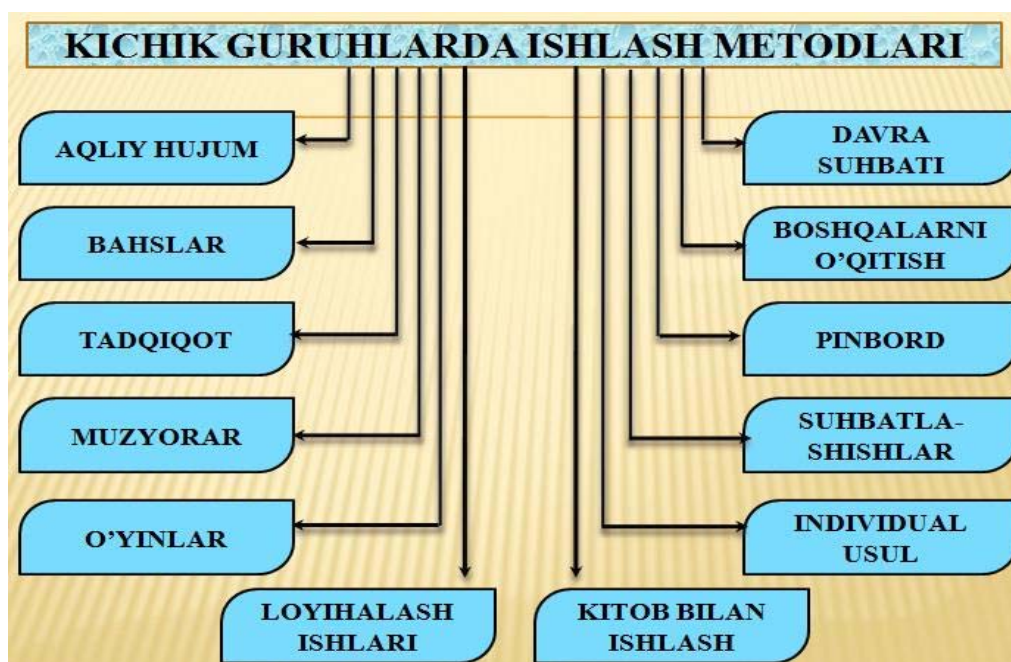 KICHIK GURUHLARDA ISHLASH METODLARI
AQLIY HUJUM
BAHSLAR
TADQIQOT
MUZYORAR
O’YINLAR
DAVRA
SUHBATI
BOSHQALARNI
O’QITISH
PINBORD
SUHBATLA-
SHISHLAR
INDIVIDUAL
USUL
LOYIHALASH
ISHLARI
KITOB BILAN
ISHLASH